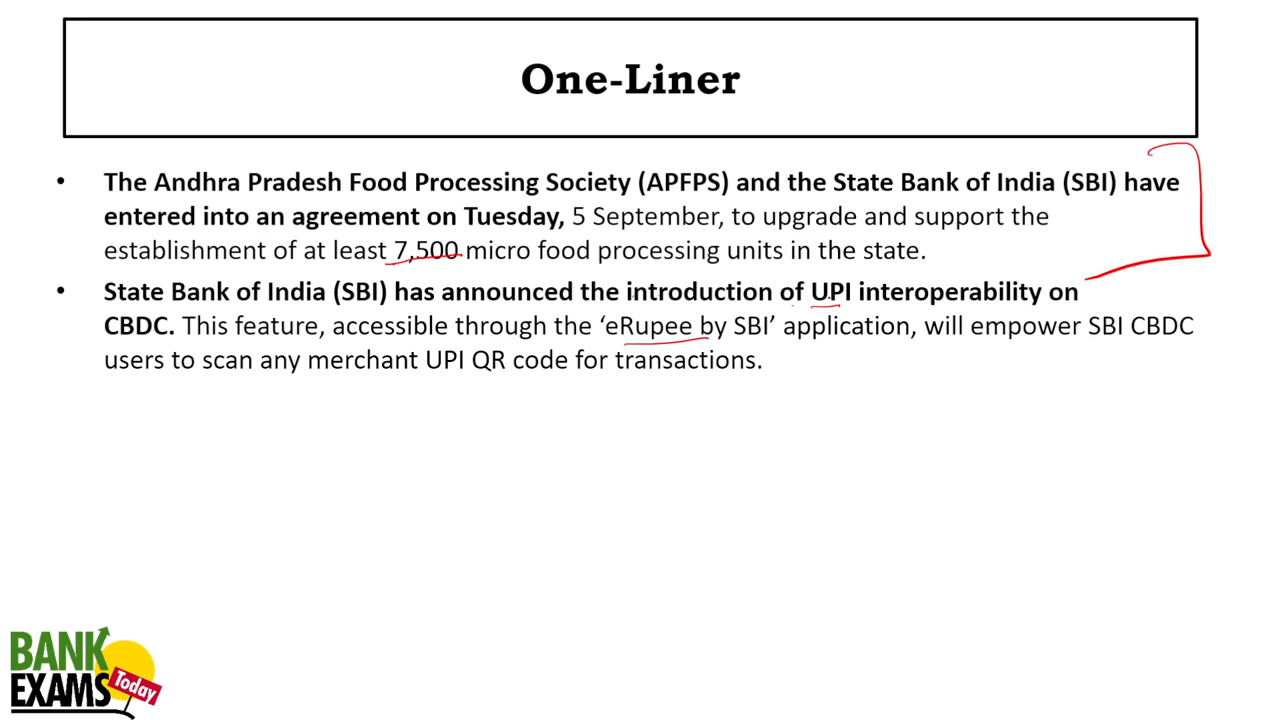 One-Liner
• The Andhra Pradesh Food Processing Society (APFPS) and the State Bank of India (SBI) have
entered into an agreement on Tuesday, 5 September, to upgrade and support the
establishment of at least 7,500 micro food processing units in the state.
• State Bank of India (SBI) has announced the introduction of UPI interoperability on
CBDC. This feature, accessible through the ‘eRupee by SBI’ application, will empower SBI CBDC
users to scan any merchant UPI QR code for transactions.
BANK
EXAMS
Today